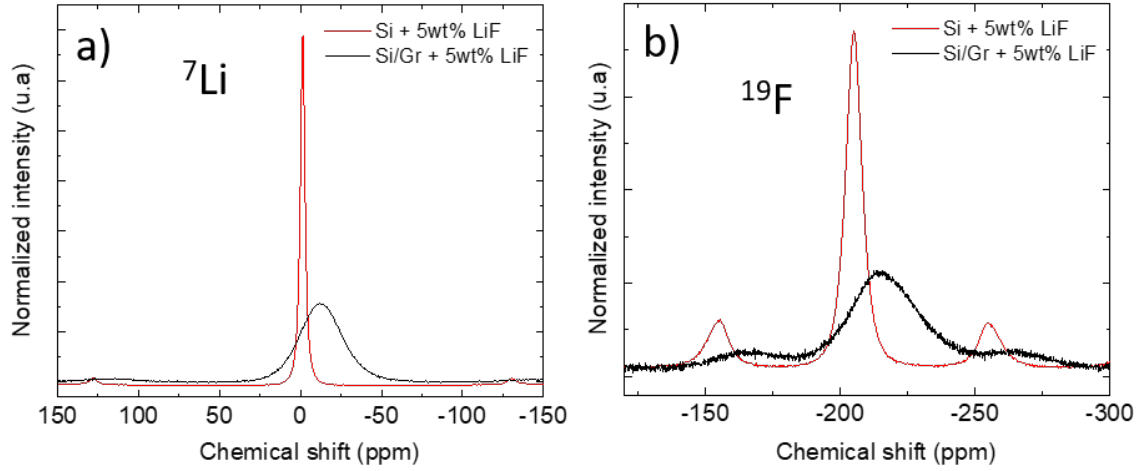 a)
Si + 5wt% LiF
Si/Gr + 5wt% LiF
⁷Li
Normalized intensity (u.a)
150 100 50 0 -50 -100 -150
Chemical shift (ppm)
b)
Si + 5wt% LiF
Si/Gr + 5wt% LiF
¹⁹F
Normalized intensity (u.a)
-150 -200 -250 -300
Chemical shift (ppm)